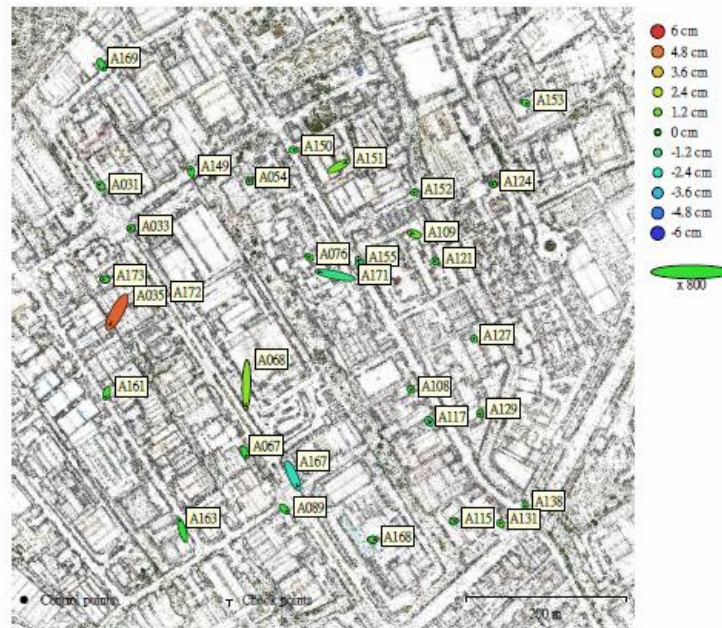 A169
A153
A150
A151
A149
A054
A031
A152
A124
A033
A109
A076
A155
A121
A171
A173
A035
A172
A127
A068
A161
A108
A129
A117
A067
A167
A138
A089
A163
A115
A131
A168
Control points
Check points
200 m
6 cm
4.8 cm
3.6 cm
2.4 cm
1.2 cm
0 cm
-1.2 cm
-2.4 cm
-3.6 cm
-4.8 cm
-6 cm
x 800